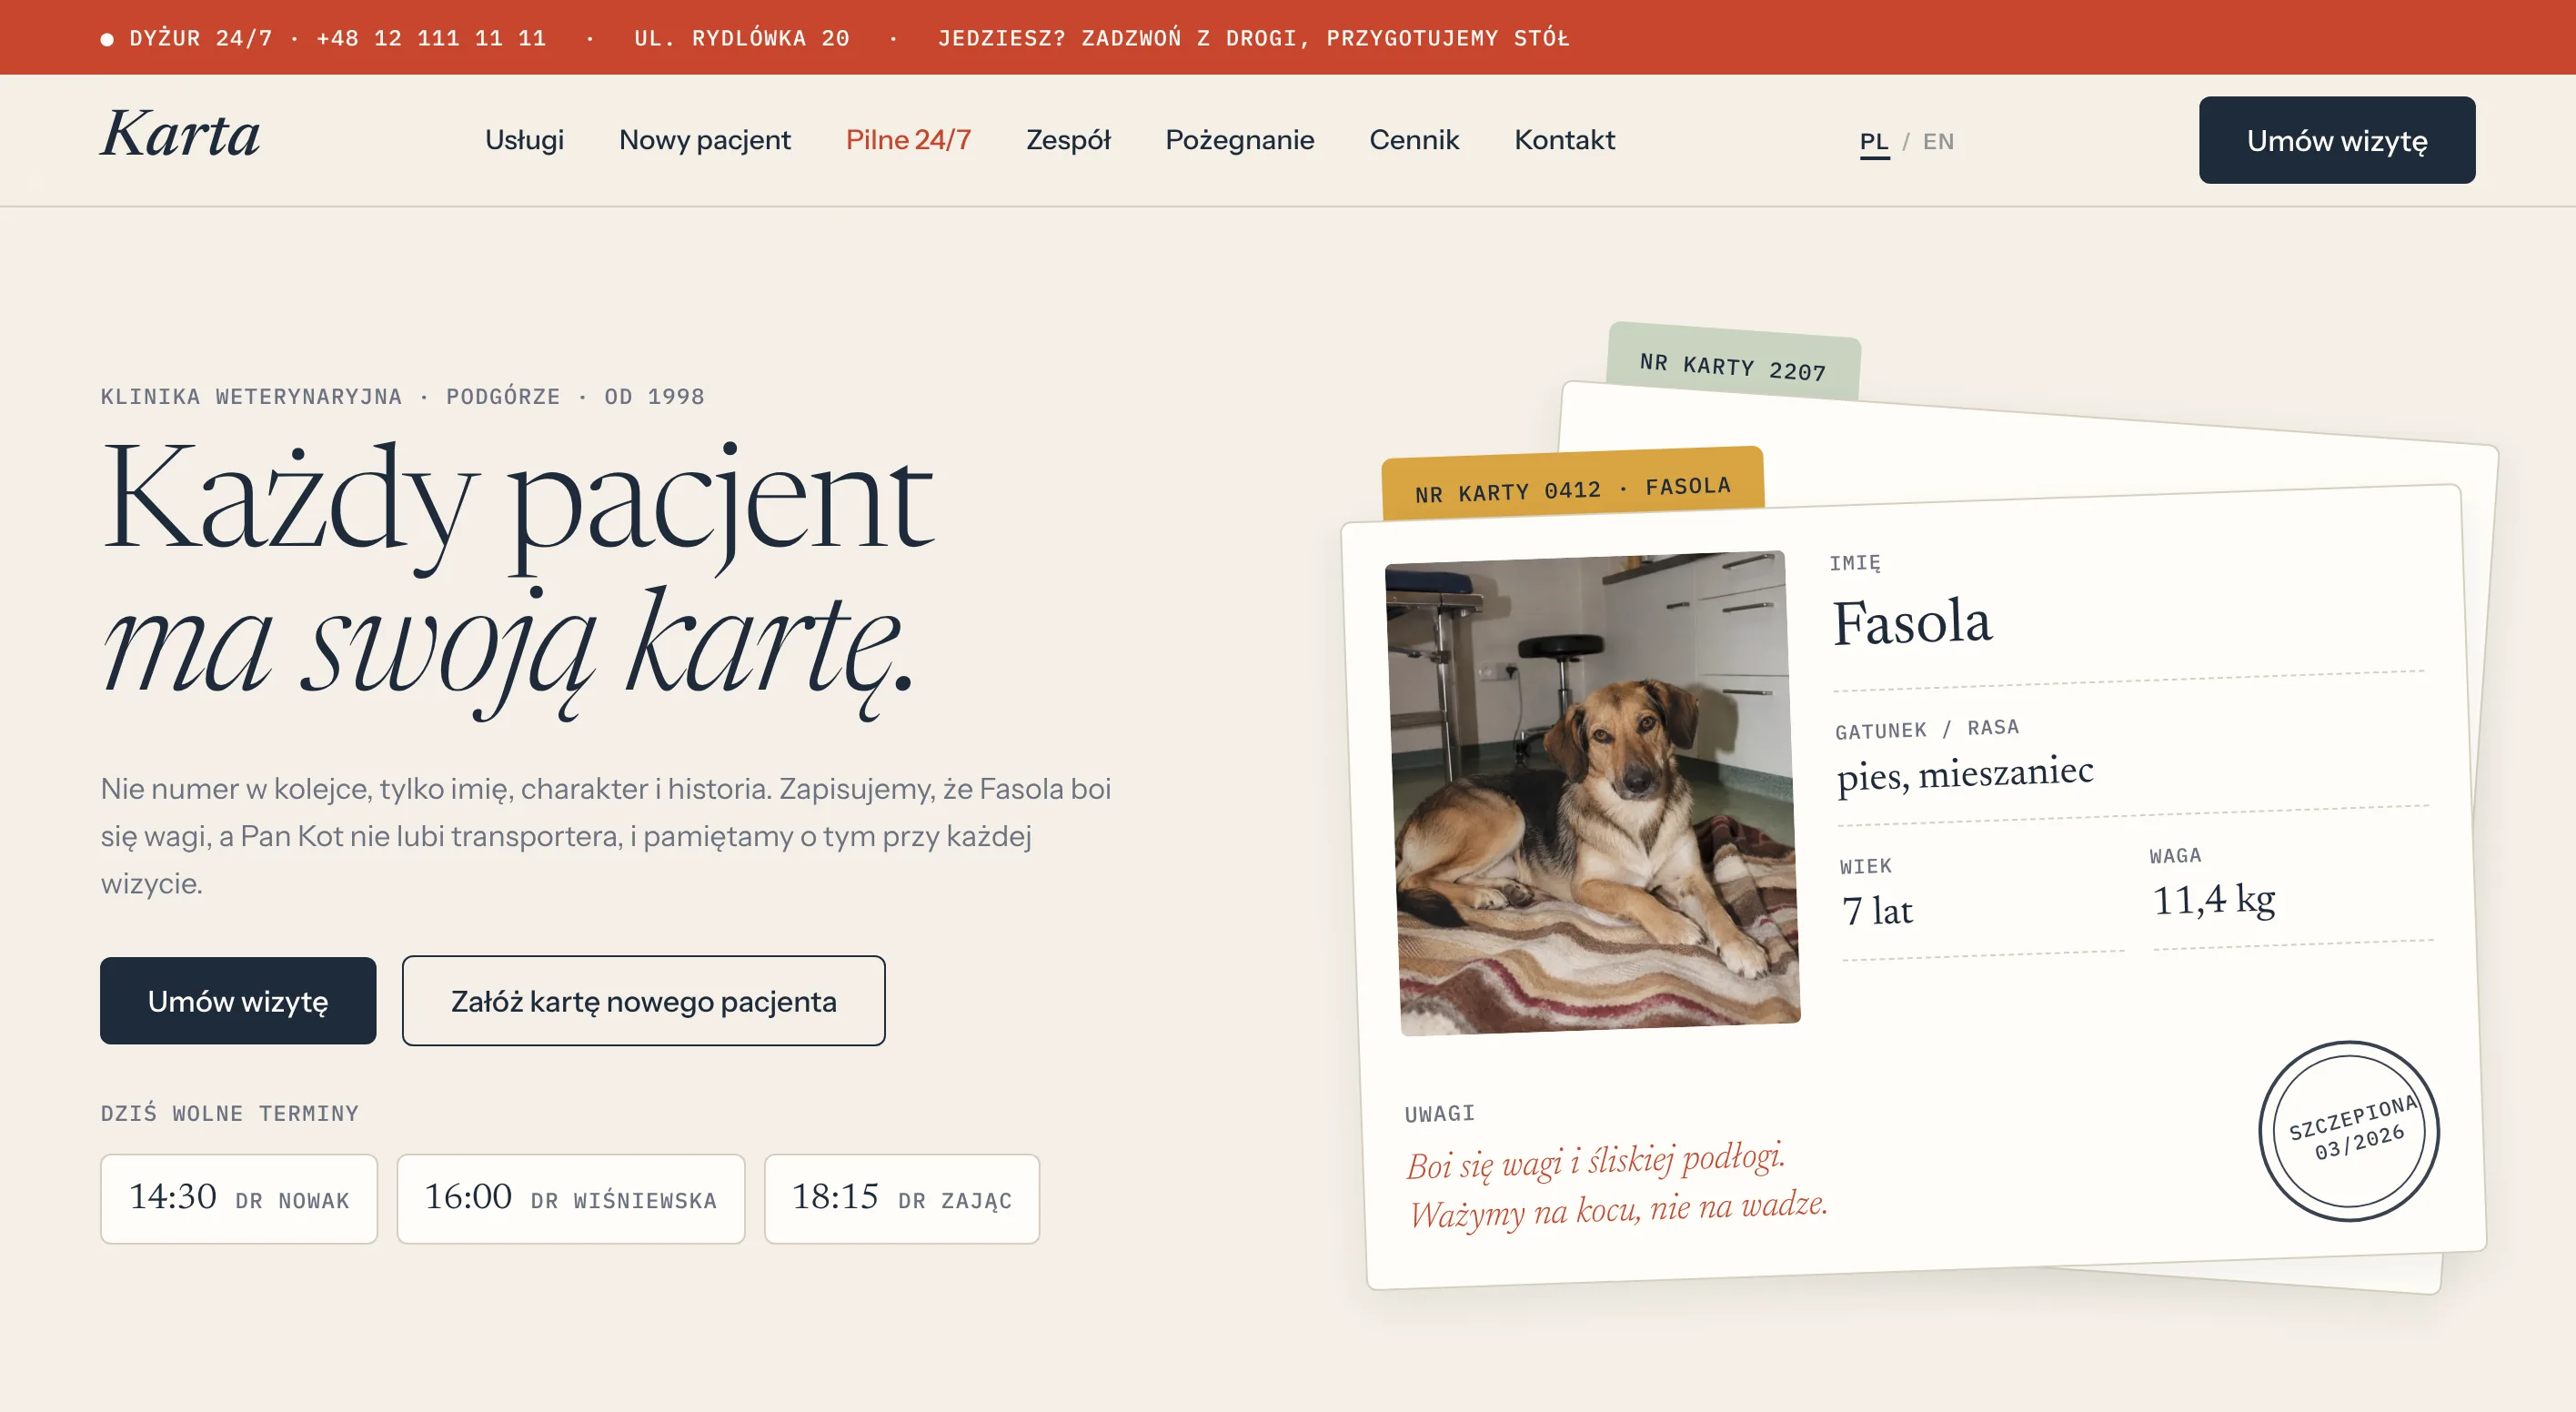 DYŻUR 24/7 · +48 12 111 11 11 · UL. RYDLÓWKA 20 · JEDZIESZ? ZADZWOŃ Z DROGI, PRZYGOTUJEMY STÓŁ
Karta Usługi Nowy pacjent Pilne 24/7 Zespół Pożegnanie Cennik Kontakt PL / EN Umów wizytę
KLINIKA WETERYNARYJNA · PODGÓRZE · OD 1998
Każdy pacjent
ma swoją kartę.
Nie numer w kolejce, tylko imię, charakter i historia. Zapisujemy, że Fasola boi
się wagi, a Pan Kot nie lubi transportera, i pamiętamy o tym przy każdej
wizycie.
Umów wizytę Załóż kartę nowego pacjenta
DZIŚ WOLNE TERMINY
14:30 DR NOWAK 16:00 DR WIŚNIEWSKA 18:15 DR ZAJĄC
NR KARTY 2207
NR KARTY 0412 · FASOLA
IMIĘ
Fasola
GATUNEK / RASA
pies, mieszaniec
WIEK WAGA
7 lat 11,4 kg
UWAGI
Boi się wagi i śliskiej podłogi.
Ważymy na kocu, nie na wadze.
SZCZEPIONA
03/2026